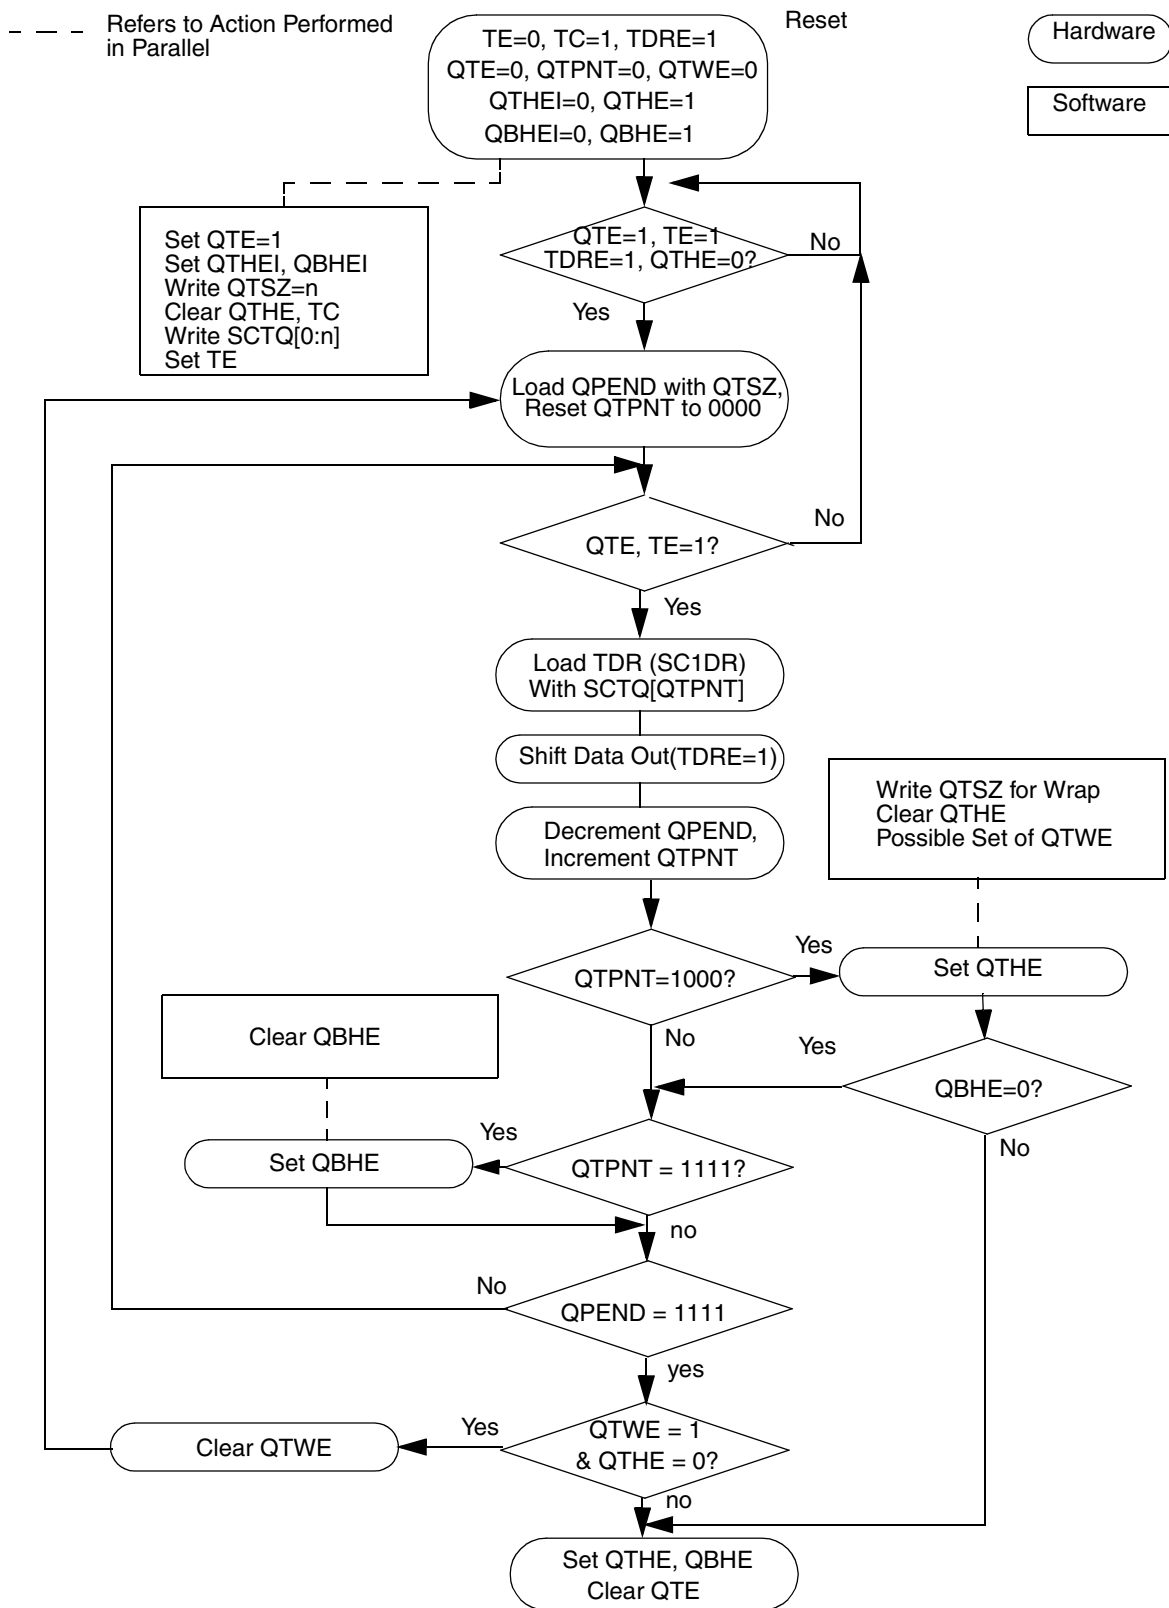 Refers to Action Performed
in Parallel
Reset
Hardware
Software
TE=0, TC=1, TDRE=1
QTE=0, QTPNT=0, QTWE=0
QTHEI=0, QTHE=1
QBHEI=0, QBHE=1
Set QTE=1
Set QTHEI, QBHEI
Write QTSZ=n
Clear QTHE, TC
Write SCTQ[0:n]
Set TE
QTE=1, TE=1
TDRE=1, QTHE=0?
No
Yes
Load QPEND with QTSZ,
Reset QTPNT to 0000
QTE, TE=1?
No
Yes
Load TDR (SC1DR)
With SCTQ[QTPNT]
Shift Data Out(TDRE=1)
Decrement QPEND,
Increment QTPNT
Write QTSZ for Wrap
Clear QTHE
Possible Set of QTWE
QTPNT=1000?
Yes
Set QTHE
No
Clear QBHE
Yes
QBHE=0?
No
Yes
Set QBHE
QTPNT = 1111?
no
No
QPEND = 1111
yes
Yes
Clear QTWE
QTWE = 1
& QTHE = 0?
no
Set QTHE, QBHE
Clear QTE